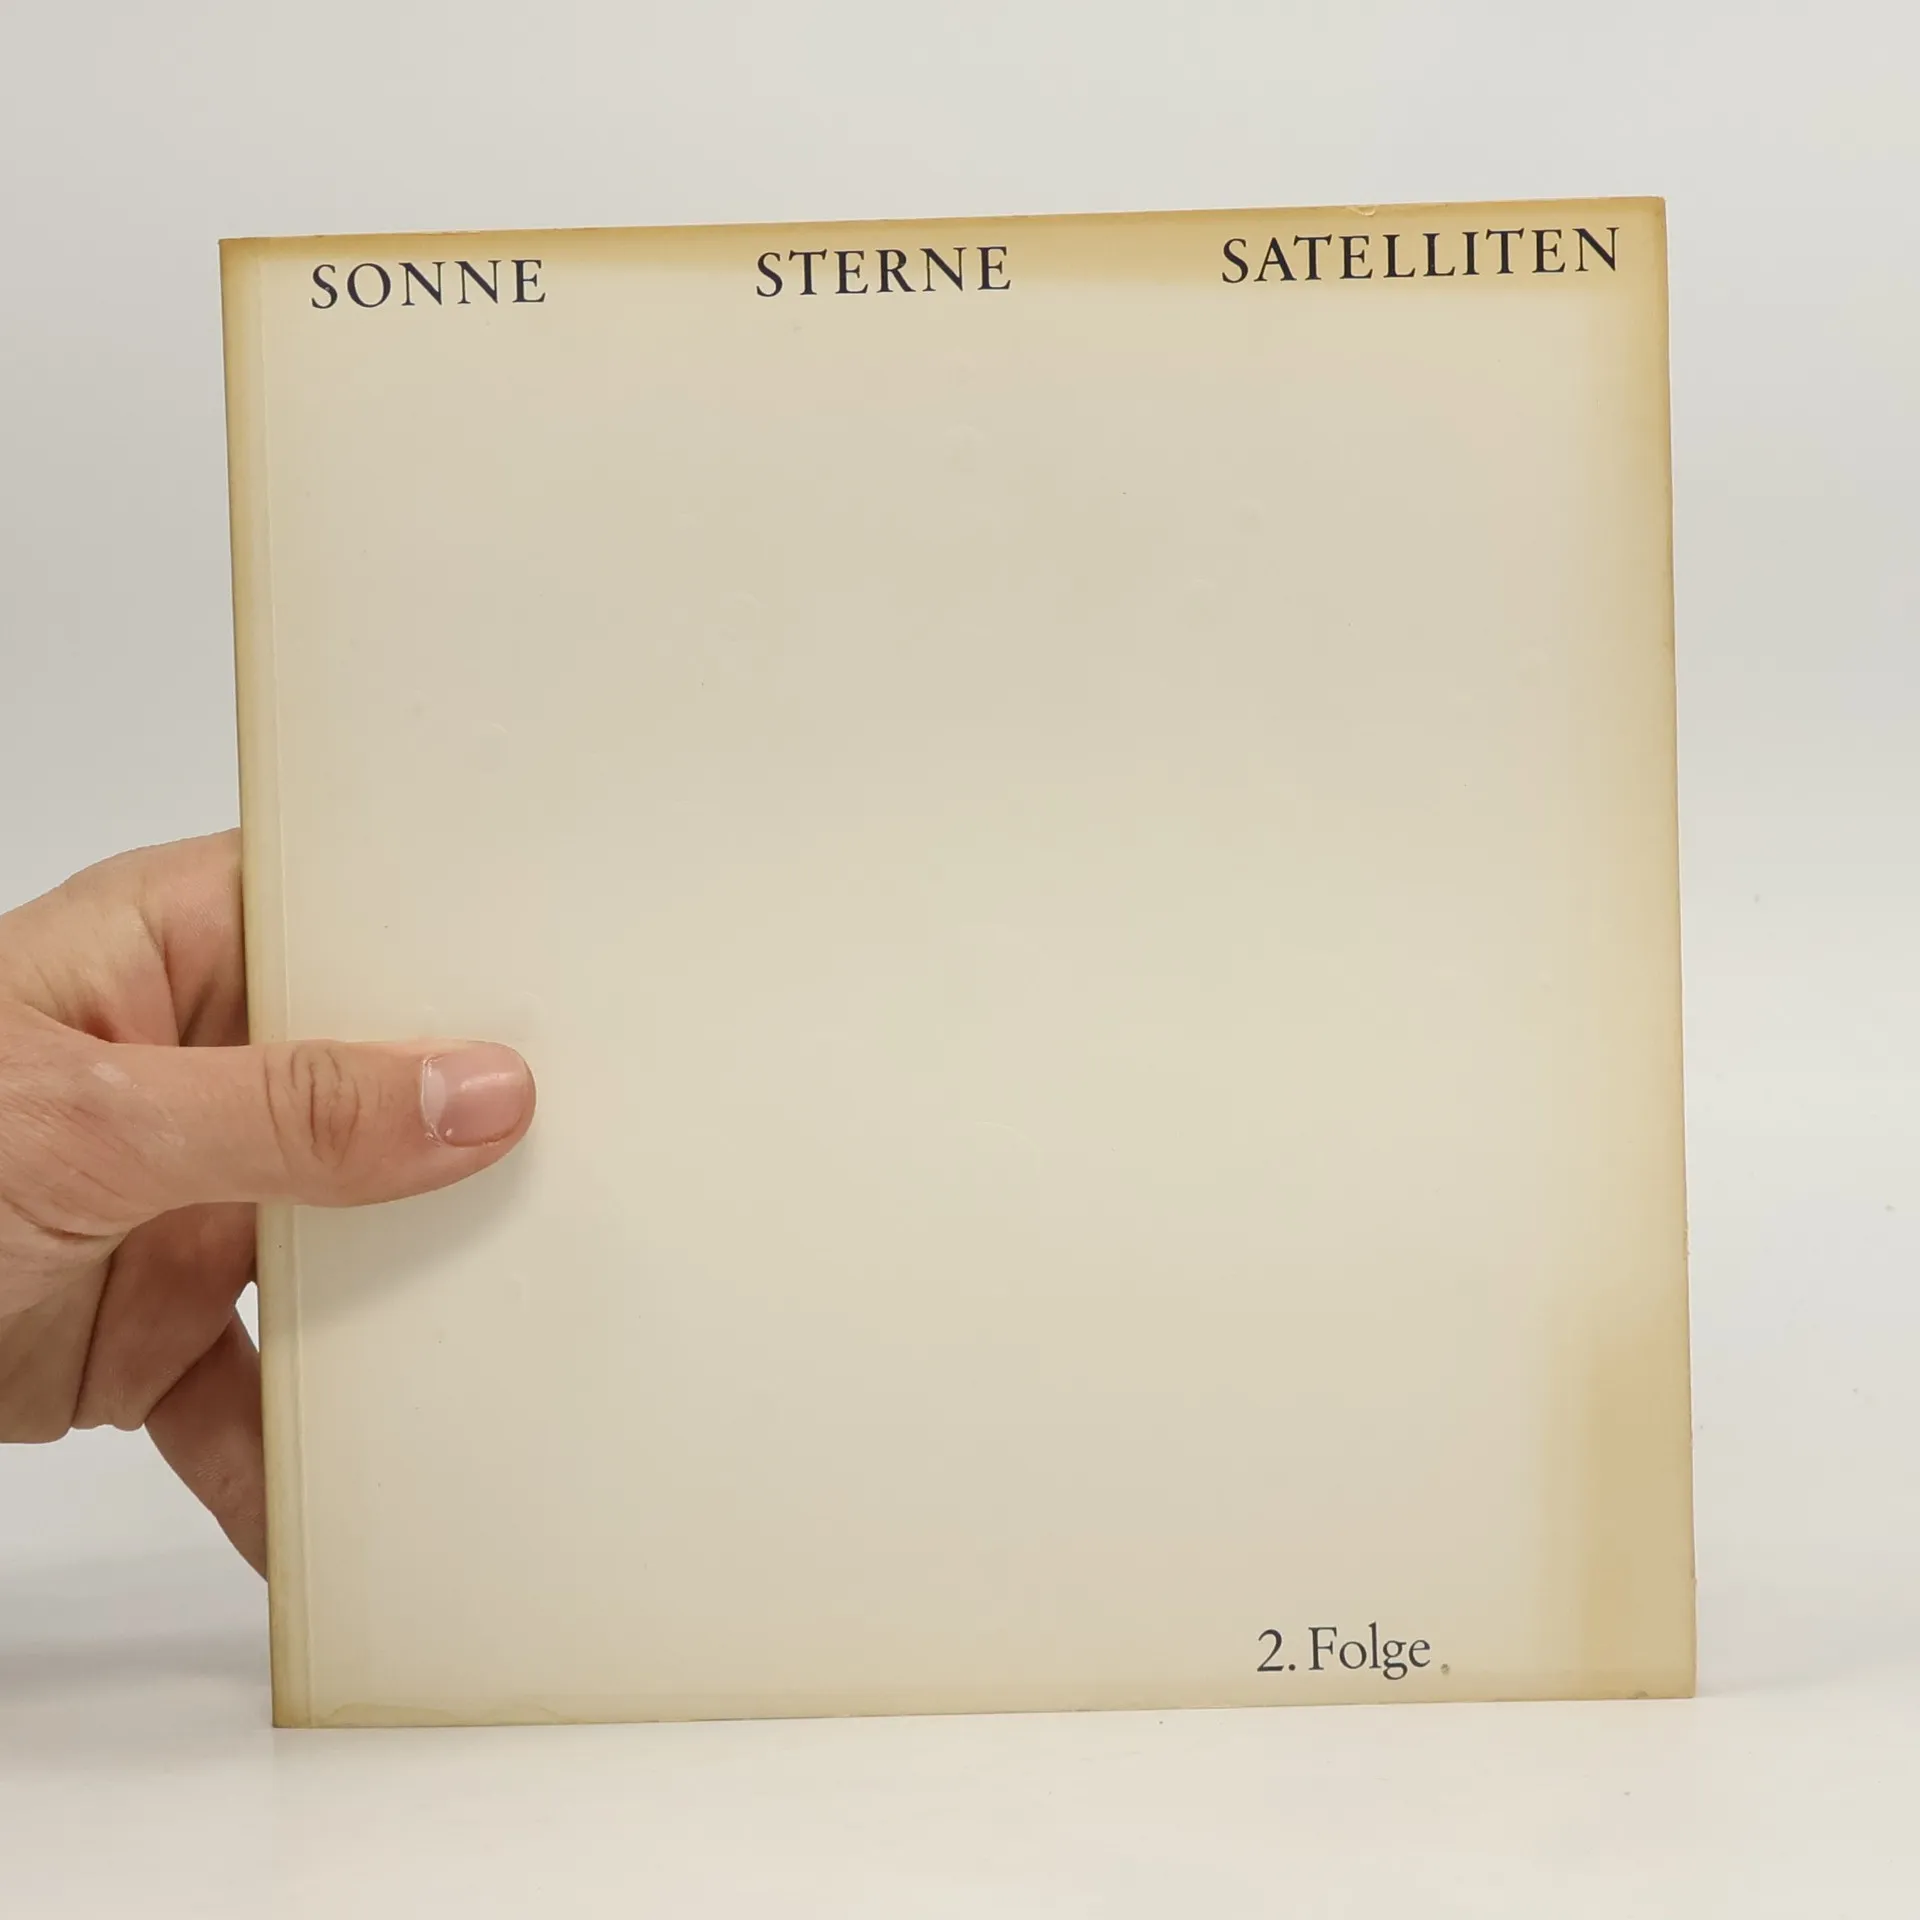 SONNE STERNE SATELLITEN
2. Folge